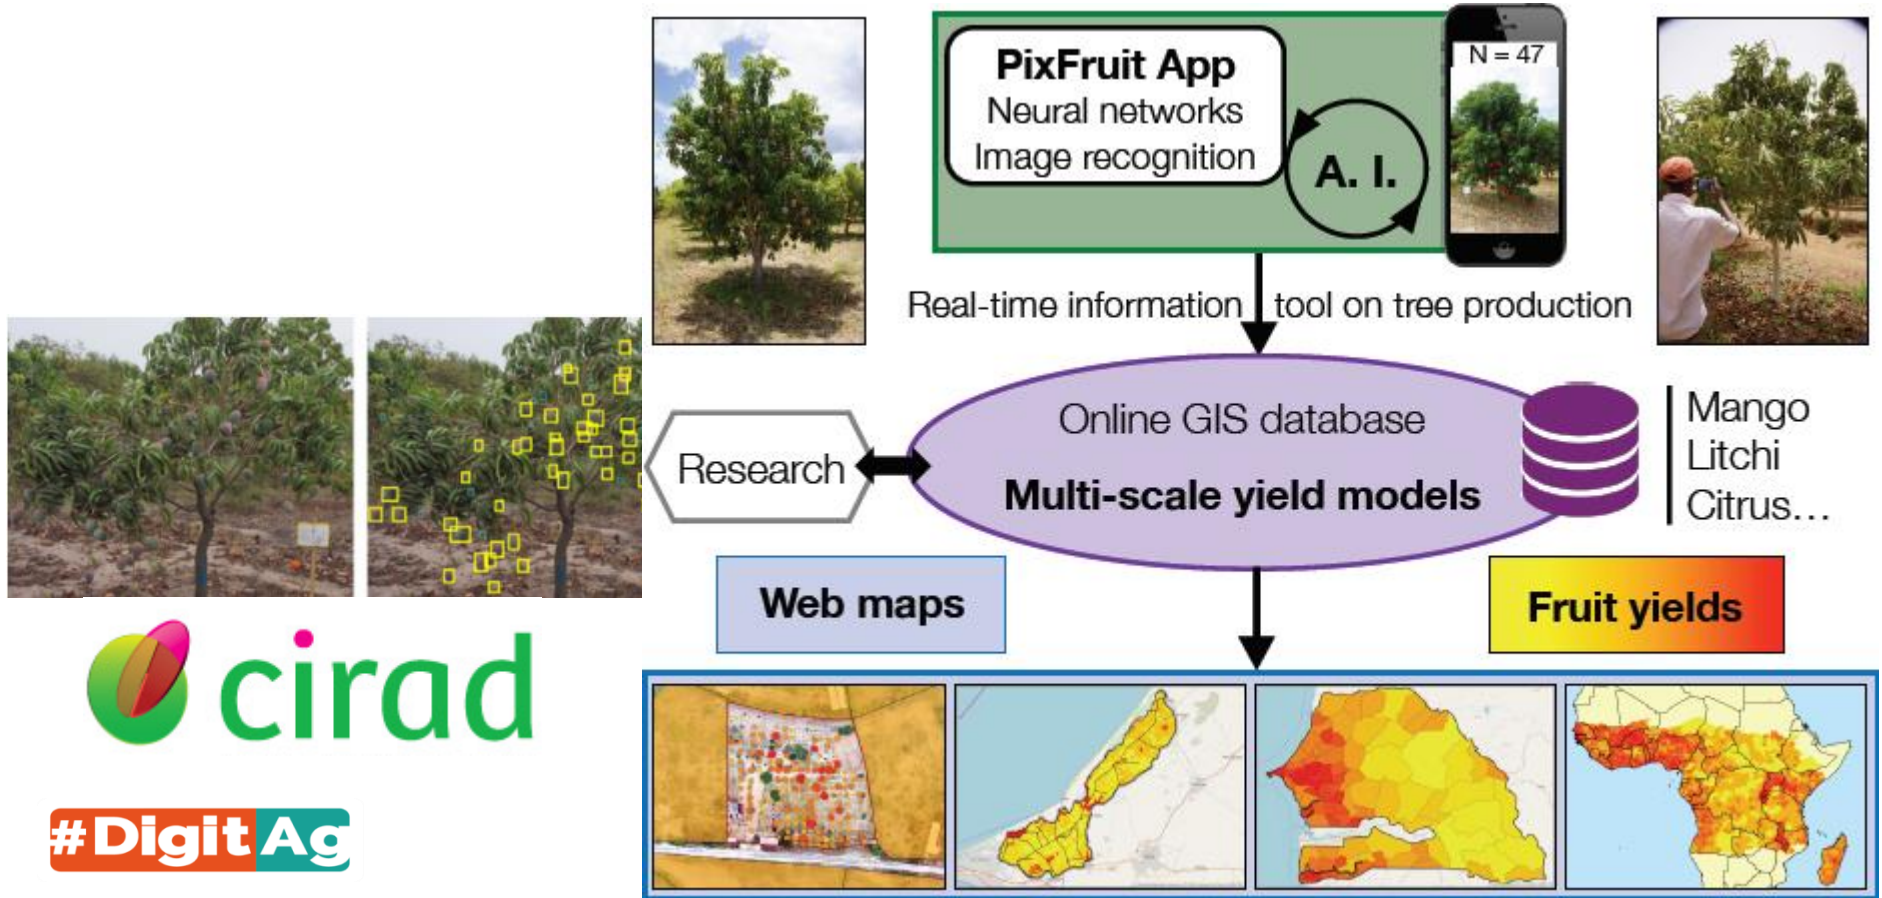 PixFruit App
Neural networks
Image recognition
A. I.
N = 47
Real-time information tool on tree production
Research
Online GIS database
Multi-scale yield models
Mango
Litchi
Citrus...
Web maps
Fruit yields
cirad
#DigitAg